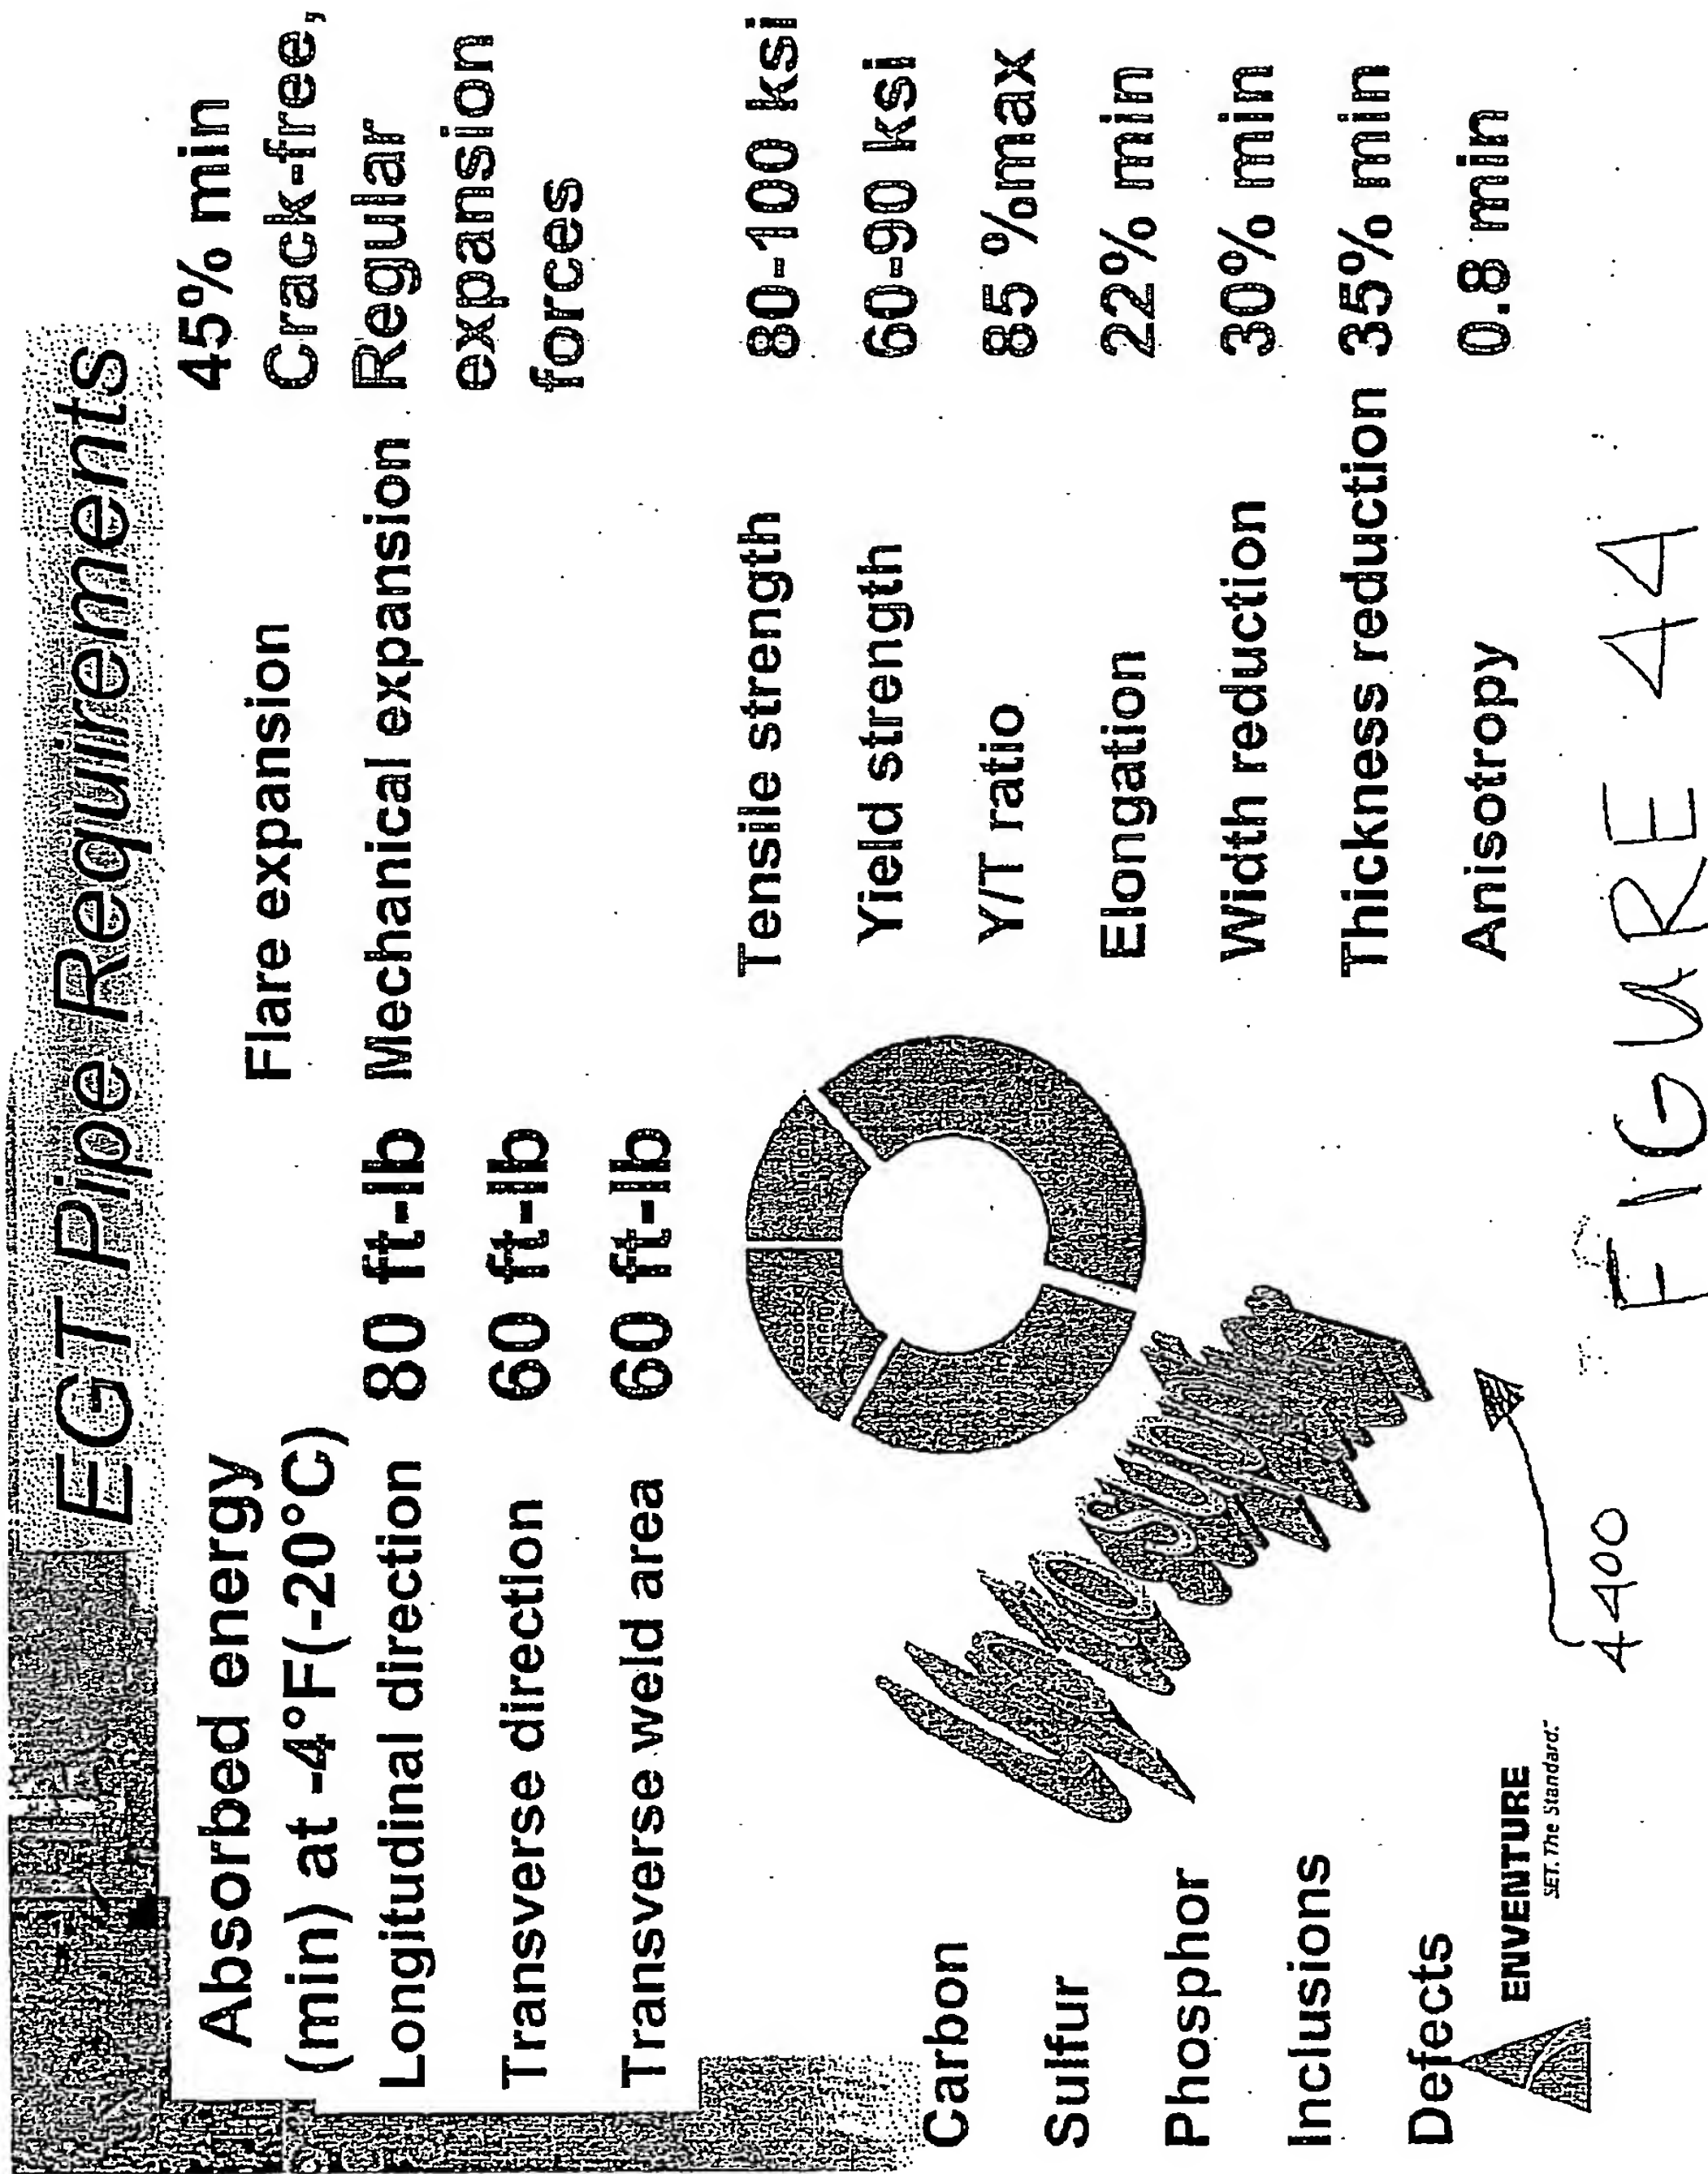 EGT Pipe Requirements
Absorbed energy
(min) at -4°F(-20°C)
Longitudinal direction 80 ft-lb
Transverse direction 60 ft-lb
Transverse weld area 60 ft-lb
Flare expansion 45% min
Mechanical expansion Crack-free,
Regular
expansion
forces
absorbed
energy
Tensile strength 80-100 ksi
Yield strength 60-90 ksi
Y/T ratio 85 %max
Elongation 22% min
Width reduction 30% min
Thickness reduction 35% min
Anisotropy 0.8 min
Carbon
Sulfur
Phosphor
Inclusions
Defects
ENVENTURE
SET. The Standard.™
4400
FIGURE 44